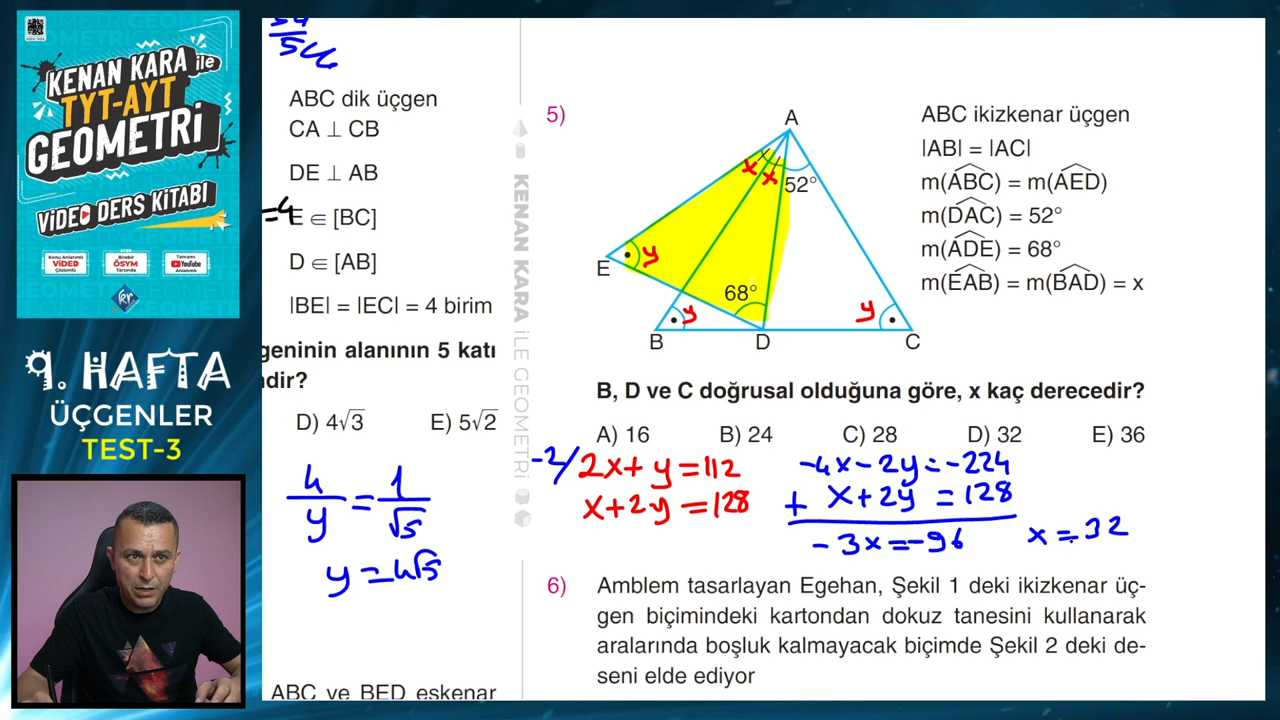 KENAN KARA ile
TYT-AYT
GEOMETRİ
VİDEO DERS KİTABI
9. HAFTA
ÜÇGENLER
TEST-3
ABC dik üçgen
CA ⊥ CB
DE ⊥ AB
=4
E ∈ [BC]
D ∈ [AB]
|BE| = |EC| = 4 birim
geninin alanının 5 katı
ndir?
D) 4√3 E) 5√2
4/y = 1/√5
y = 4√5
ABC ve BED eşkenar
KENAN KARA İLE GEOMETRİ
5)
A
x x 52°
E y
68°
y y
B D C
ABC ikizkenar üçgen
|AB| = |AC|
m(ABC) = m(AED)
m(DAC) = 52°
m(ADE) = 68°
m(EAB) = m(BAD) = x
B, D ve C doğrusal olduğuna göre, x kaç derecedir?
A) 16 B) 24 C) 28 D) 32 E) 36
-2/ 2x+y=112
x+2y=128
-4x-2y=-224
+ x+2y=128
-3x=-96 x=32
6) Amblem tasarlayan Egehan, Şekil 1 deki ikizkenar üç-
gen biçimindeki kartondan dokuz tanesini kullanarak
aralarında boşluk kalmayacak biçimde Şekil 2 deki de-
seni elde ediyor